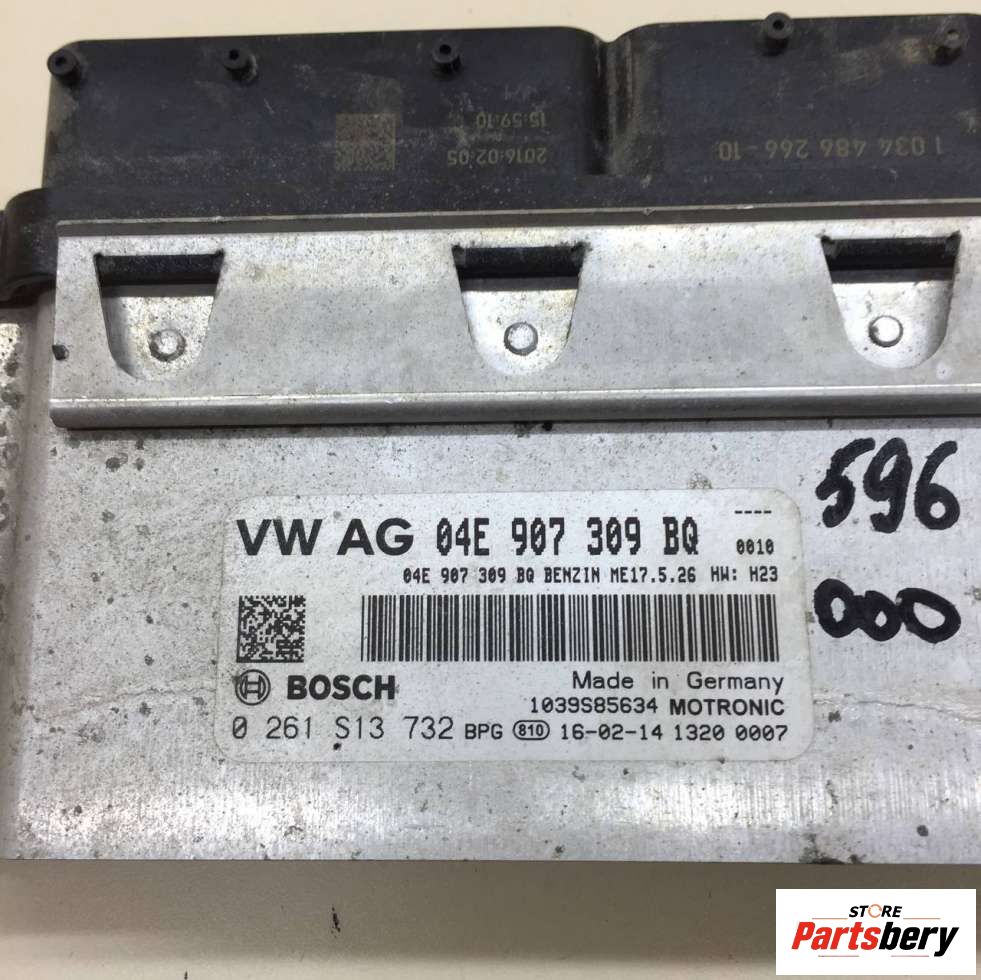 15:59:10
2016-02-05
1 034 486 266-10
596
000
VW AG 04E 907 309 BQ ----
0010
04E 907 309 BQ BENZIN ME17.5.26 HW: H23
BOSCH
Made in Germany
1039S85634 MOTRONIC
0 261 S13 732 BPG 810 16-02-14 1320 0007
STORE
Partsbery